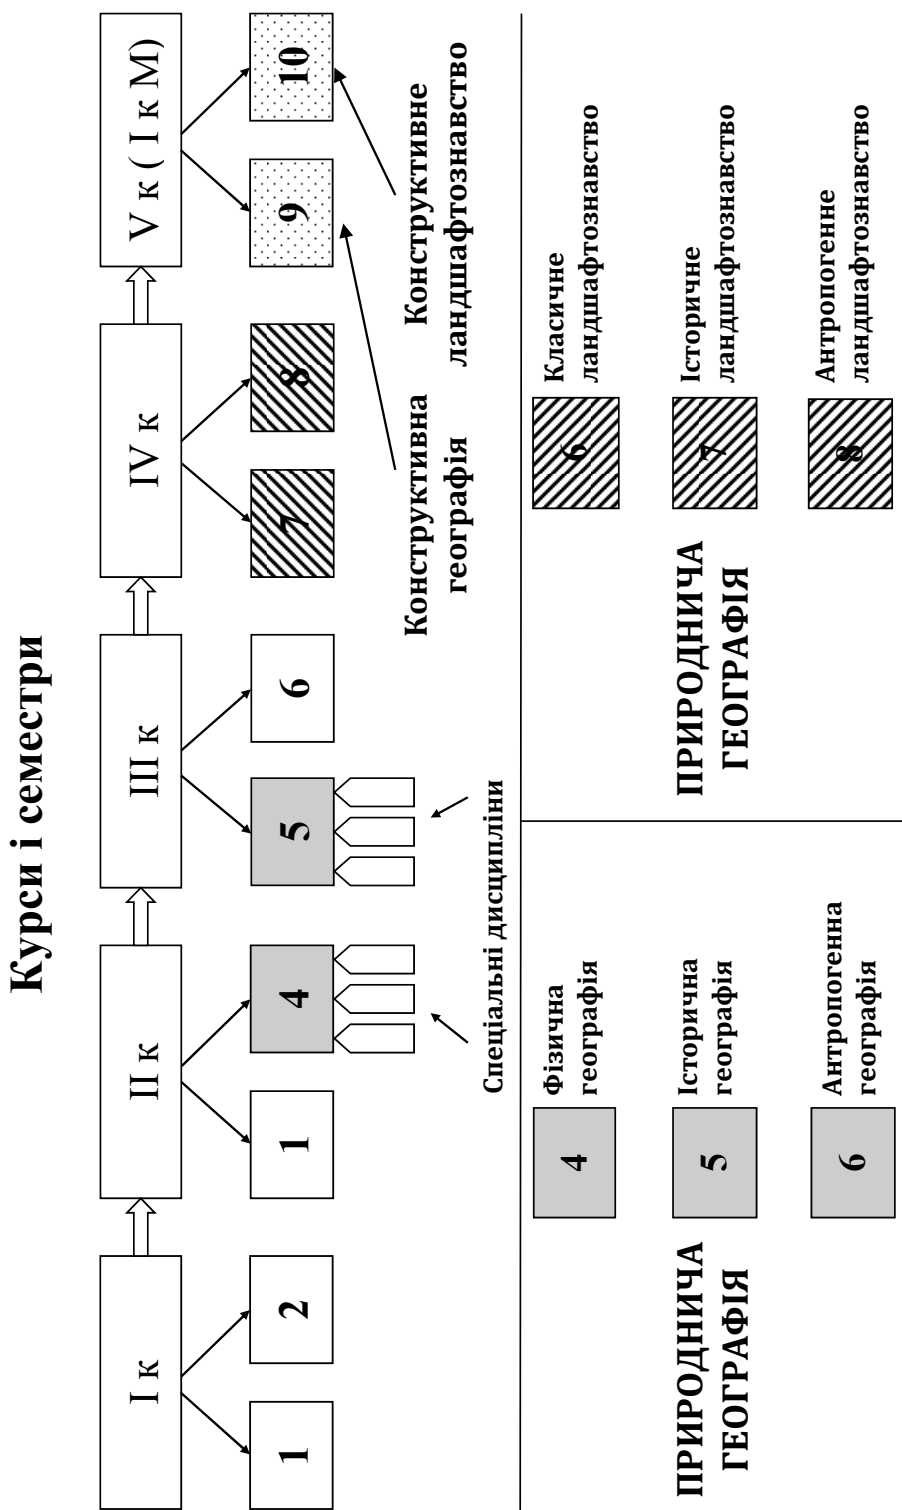 Курси і семестри
I к
II к
III к
IV к
V к ( I к М)
1
2
1
4
5
6
7
8
9
10
Спеціальні дисципліни
Конструктивна
географія
Конструктивне
ландшафтознавство
ПРИРОДНИЧА
ГЕОГРАФІЯ
4
Фізична
географія
5
Історична
географія
6
Антропогенна
географія
ПРИРОДНИЧА
ГЕОГРАФІЯ
6
Класичне
ландшафтознавство
7
Історичне
ландшафтознавство
8
Антропогенне
ландшафтознавство